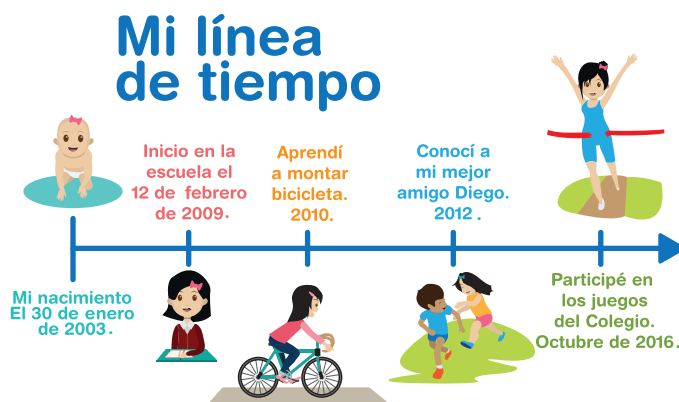 Mi línea
de tiempo
Mi nacimiento
El 30 de enero
de 2003.
Inicio en la
escuela el
12 de febrero
de 2009.
Aprendí
a montar
bicicleta.
2010.
Conocí a
mi mejor
amigo Diego.
2012 .
Participé en
los juegos
del Colegio.
Octubre de 2016.